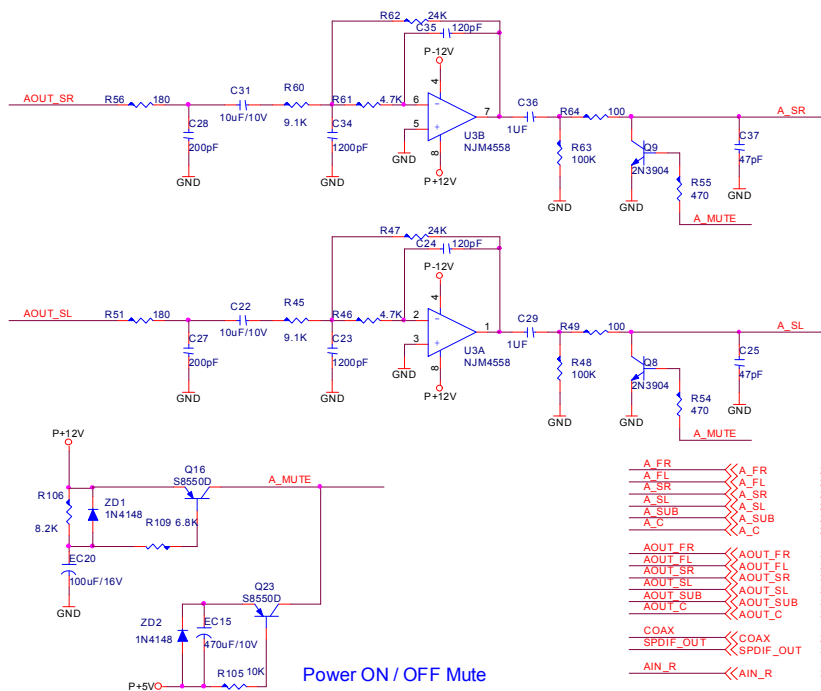 R62 24K
C35 120pF
P-12V
4
AOUT_SR R56 180 C31 10uF/10V R60 9.1K R61 4.7K 6 7 C36 1UF R64 100 A_SR
C28 200pF
C34 1200pF
5
U3B
NJM4558
8
P+12V
R63 100K
Q9
2N3904
C37 47pF
R55 470
A_MUTE
GND GND GND GND GND GND
R47 24K
C24 120pF
P-12V
4
AOUT_SL R51 180 C22 10uF/10V R45 9.1K R46 4.7K 2 1 C29 1UF R49 100 A_SL
C27 200pF
C23 1200pF
3
U3A
NJM4558
8
P+12V
R48 100K
Q8
2N3904
C25 47pF
R54 470
A_MUTE
GND GND GND GND GND GND
P+12V
Q16
S8550D
A_MUTE
R106
8.2K
ZD1
1N4148
R109 6.8K
EC20
100uF/16V
GND
Q23
S8550D
ZD2
1N4148
EC15
470uF/10V
R105 10K
P+5V
Power ON / OFF Mute
A_FR A_FR
A_FL A_FL
A_SR A_SR
A_SL A_SL
A_SUB A_SUB
A_C A_C
AOUT_FR AOUT_FR
AOUT_FL AOUT_FL
AOUT_SR AOUT_SR
AOUT_SL AOUT_SL
AOUT_SUB AOUT_SUB
AOUT_C AOUT_C
COAX COAX
SPDIF_OUT SPDIF_OUT
AIN_R AIN_R